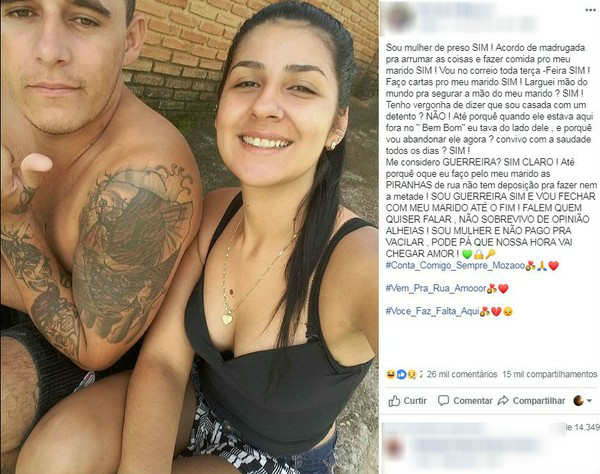 Sou mulher de preso SIM ! Acordo de madrugada
pra arrumar as coisas e fazer comida pro meu
marido SIM ! Vou no correio toda terça -Feira SIM !
Faço cartas pro meu marido SIM ! Larguei mão do
mundo pra segurar a mão do meu marido ? SIM !
Tenho vergonha de dizer que sou casada com um
detento ? NÃO ! Até porquê quando ele estava aqui
fora no " Bem Bom" eu tava do lado dele , e porquê
vou abandonar ele agora ? convivo com a saudade
todos os dias ? SIM !
Me considero GUERREIRA? SIM CLARO ! Até
porquê oque eu faço pelo meu marido as
PIRANHAS de rua não tem deposição pra fazer nem
a metade ! SOU GUERREIRA SIM E VOU FECHAR
COM MEU MARIDO ATÉ O FIM ! FALEM QUEM
QUISER FALAR , NÃO SOBREVIVO DE OPINIÃO
ALHEIAS ! SOU MULHER E NÃO PAGO PRA
VACILAR , PODE PÁ QUE NOSSA HORA VAI
CHEGAR AMOR ! 💚🔒🔑
#Conta_Comigo_Sempre_Mozaoo💑🙏❤️
#Vem_Pra_Rua_Amooor💑❤️
#Voce_Faz_Falta_Aqui💑💔😔
26 mil comentários 15 mil compartilhamentos
Curtir Comentar Compartilhar
de 14.349